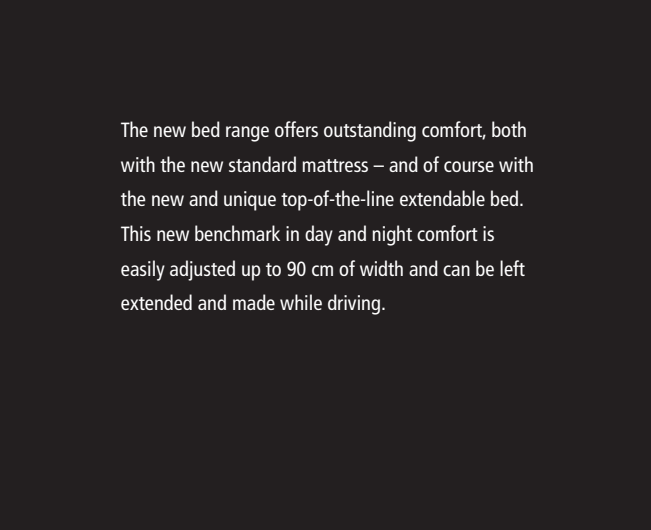 The new bed range offers outstanding comfort, both
with the new standard mattress – and of course with
the new and unique top-of-the-line extendable bed.
This new benchmark in day and night comfort is
easily adjusted up to 90 cm of width and can be left
extended and made while driving.